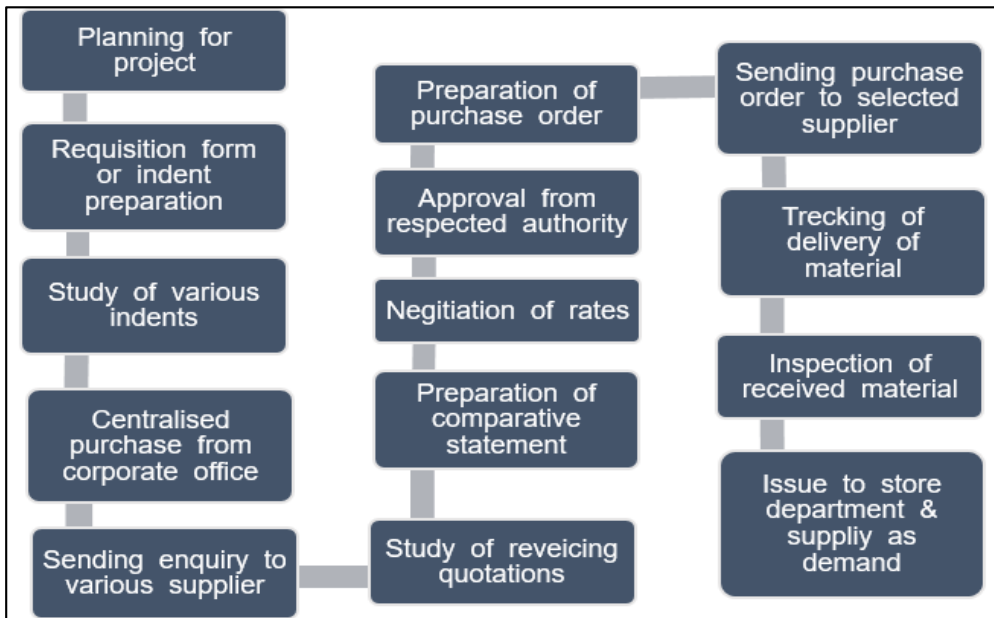 Planning for
project
Requisition form
or indent
preparation
Study of various
indents
Centralised
purchase from
corporate office
Sending enquiry to
various supplier
Study of reveicing
quotations
Preparation of
comparative
statement
Negitiation of rates
Approval from
respected authority
Preparation of
purchase order
Sending purchase
order to selected
supplier
Trecking of
delivery of
material
Inspection of
received material
Issue to store
department &
suppliy as
demand